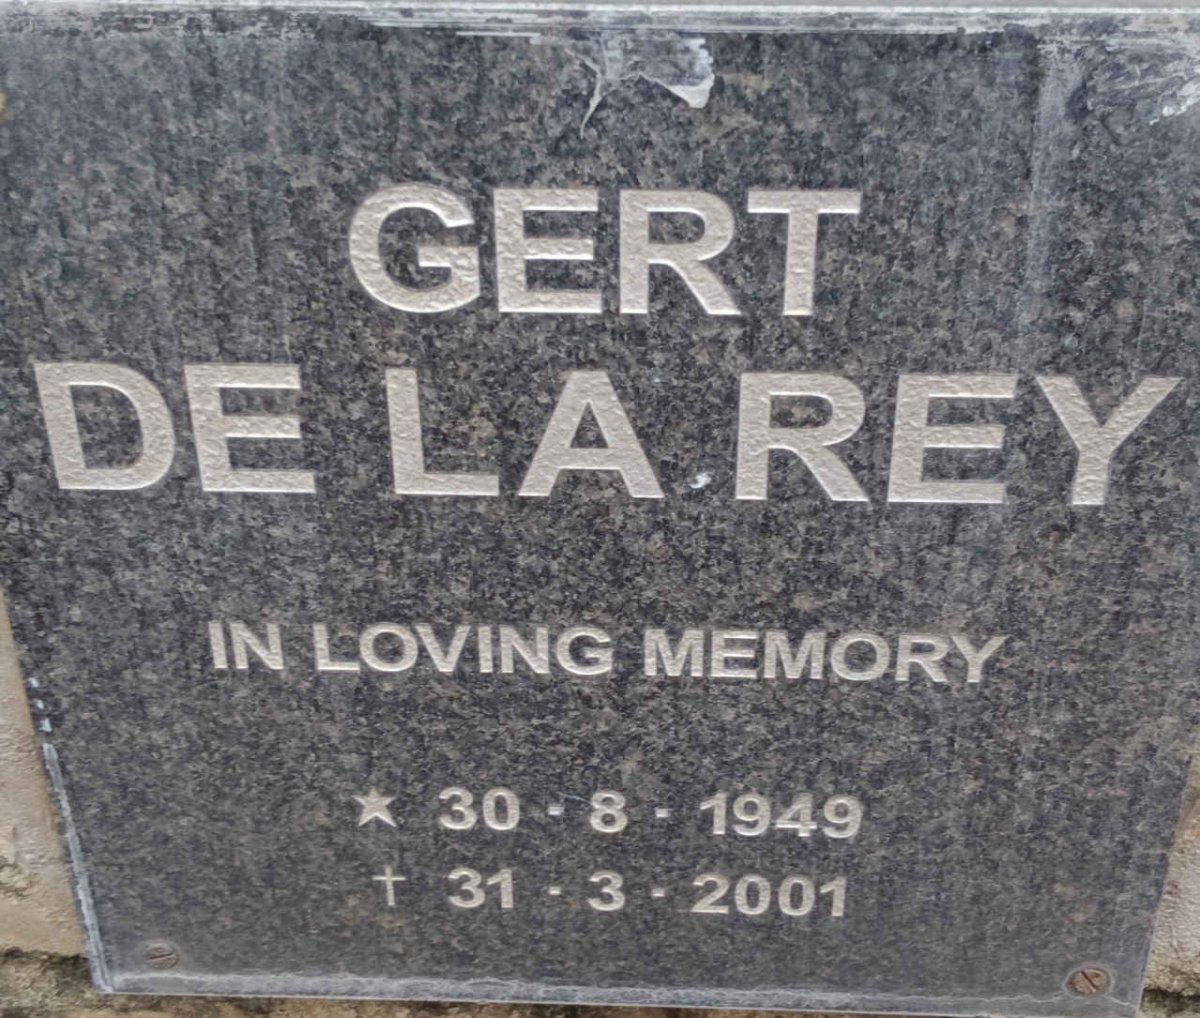 GERT
DE LA REY
IN LOVING MEMORY
★ 30 - 8 - 1949
† 31 - 3 - 2001